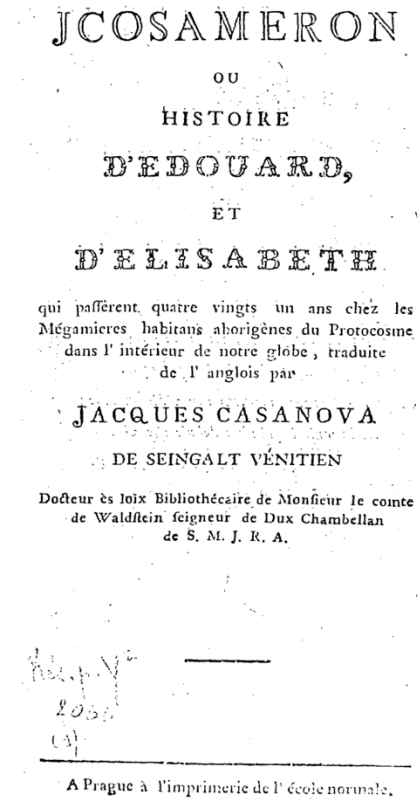 JCOSAMERON
OU
HISTOIRE
D'EDOUARD,
ET
D'ELISABETH
qui paſſèrent quatre vingts un ans chez les
Mégamicres habitans aborigènes du Protocosme
dans l' intérieur de notre globe , traduite
de l' anglois par
JACQUES CASANOVA
DE SEINGALT VÉNITIEN
Docteur ès loix Bibliothécaire de Monſieur le comte
de Waldſtein ſeigneur de Dux Chambellan
de S. M. J. R. A.
A Prague à l'imprimerie de l' école normale.